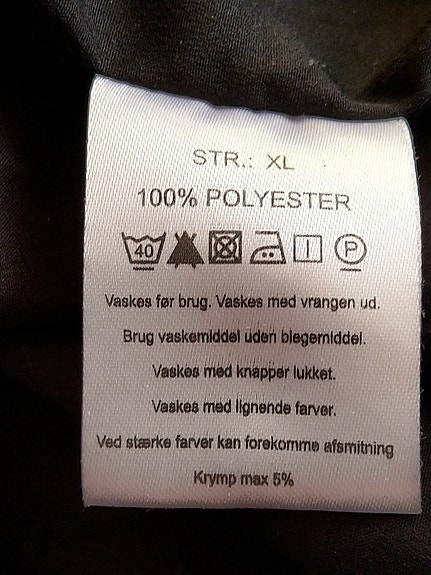 STR.: XL
100% POLYESTER
40 P
Vaskes før brug. Vaskes med vrangen ud.
Brug vaskemiddel uden blegemiddel.
Vaskes med knapper lukket.
Vaskes med lignende farver.
Ved stærke farver kan forekomme afsmitning
Krymp max 5%